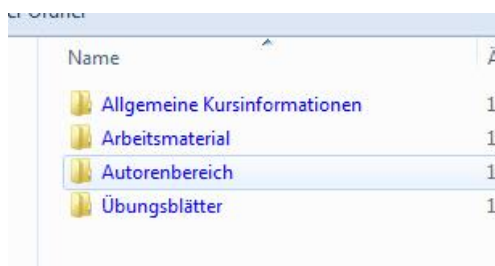 Name
Allgemeine Kursinformationen
Arbeitsmaterial
Autorenbereich
Übungsblätter